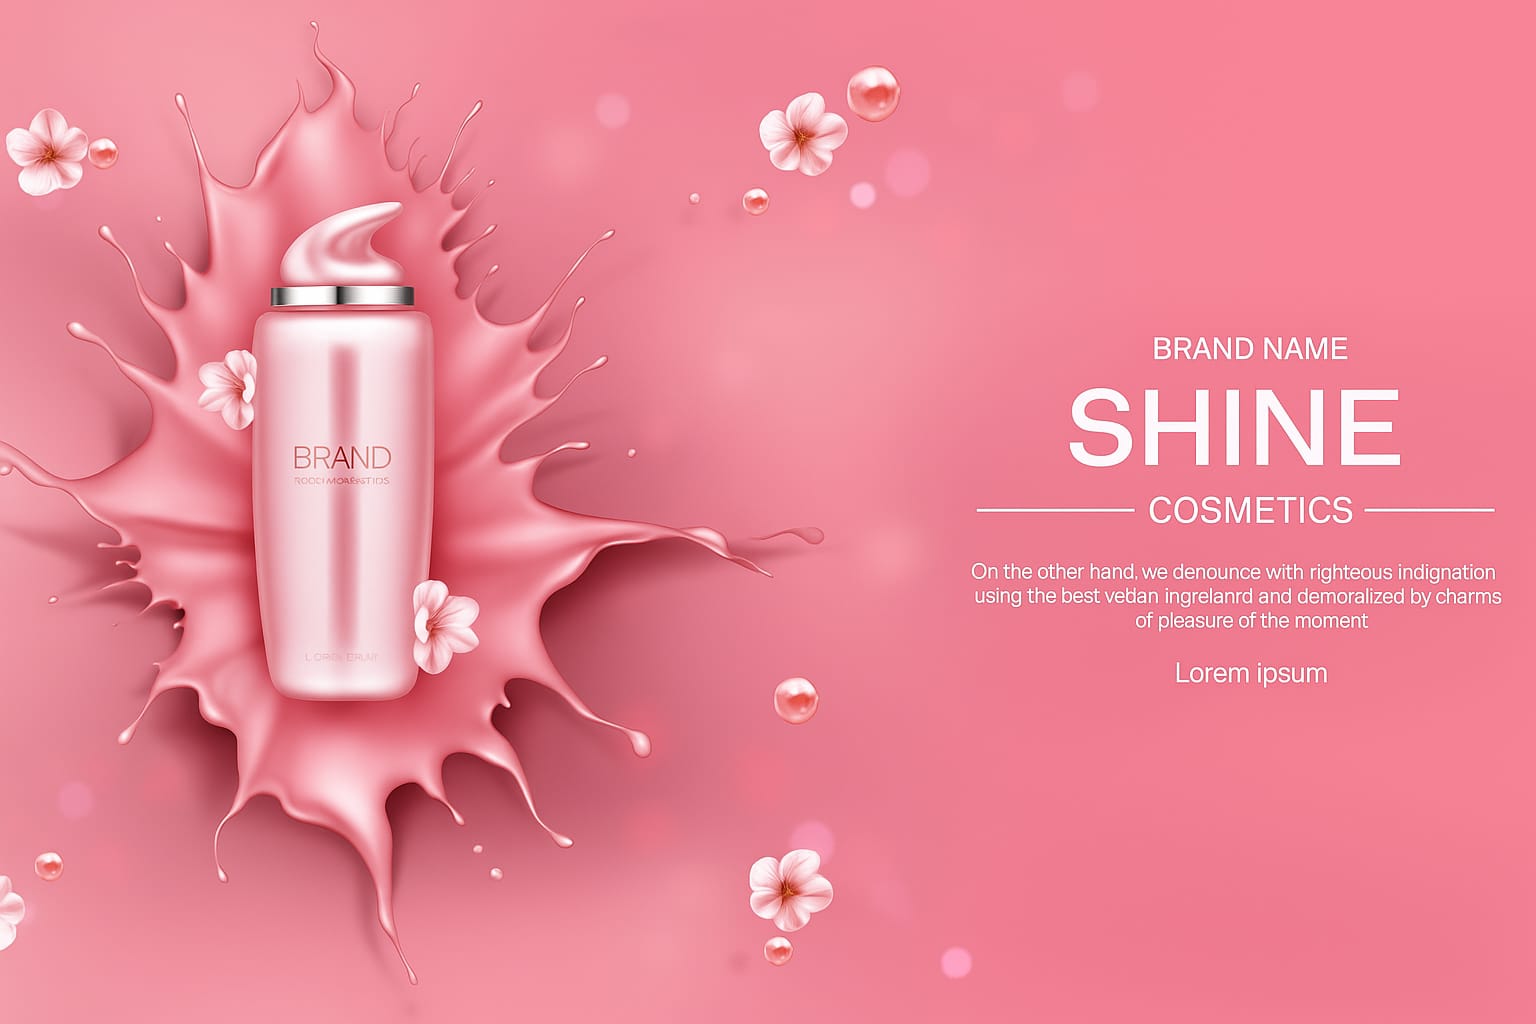 BRAND
BRAND NAME
SHINE
COSMETICS
On the other hand, we denounce with righteous indignation
using the best vedan ingrelanrd and demoralized by charms
of pleasure of the moment
Lorem ipsum